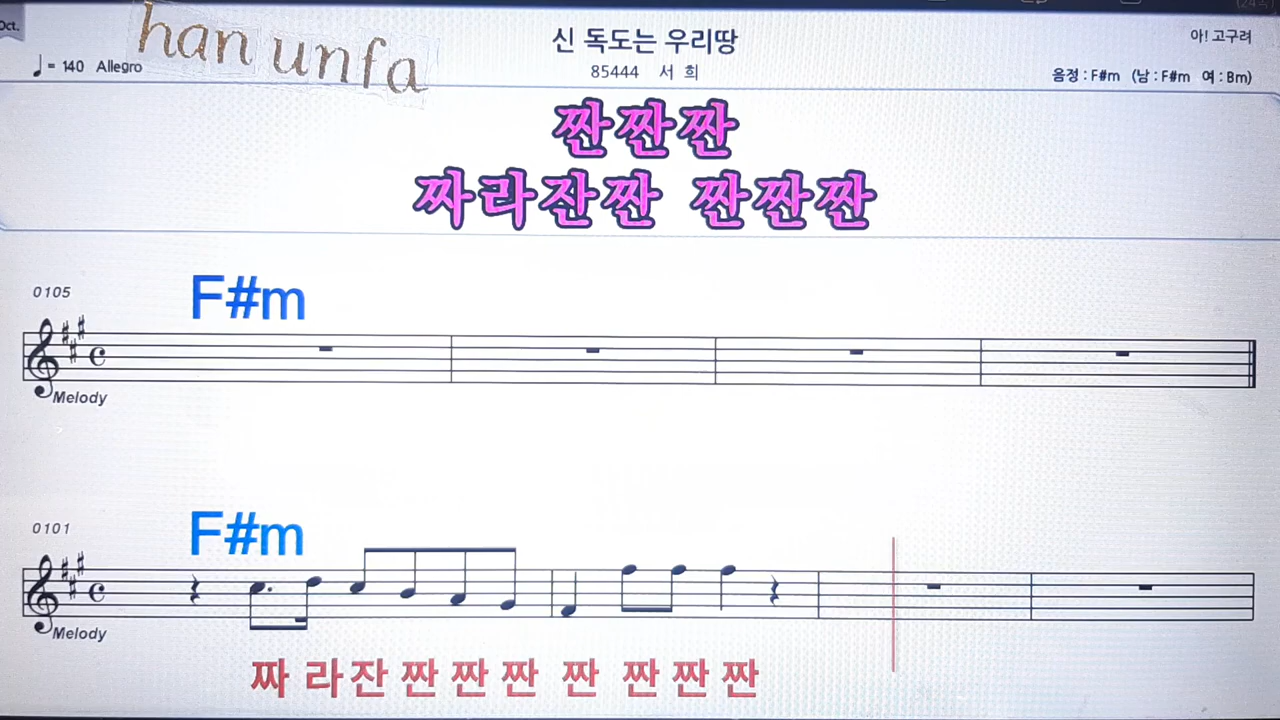 Oct.
han unfa
신 독도는 우리땅
아! 고구려
♩= 140 Allegro
85444 서 희
음정 : F#m (남 : F#m 여 : Bm)
짠짠짠
짜라잔짠 짠짠짠
0105
F#m
Melody
0101
F#m
Melody
짜 라잔 짠 짠 짠 짠 짠 짠 짠